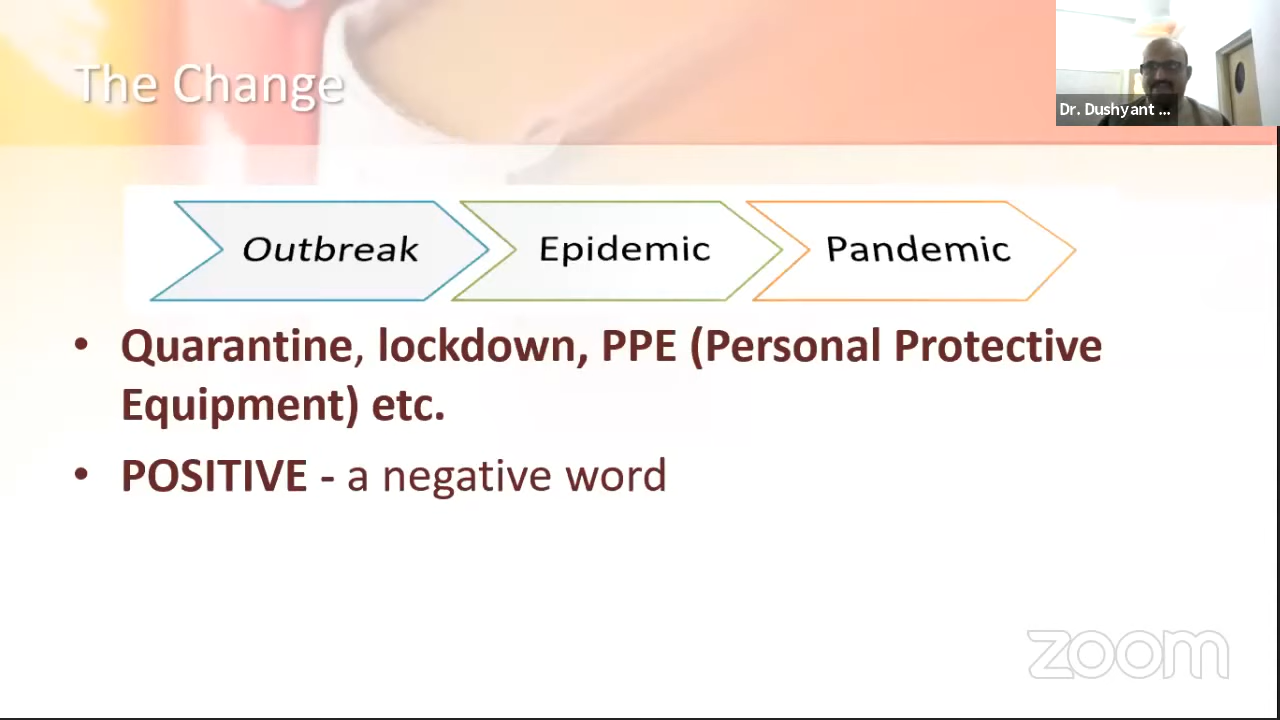 The Change
Dr. Dushyant ...
Outbreak
Epidemic
Pandemic
• Quarantine, lockdown, PPE (Personal Protective
Equipment) etc.
• POSITIVE - a negative word
zoom